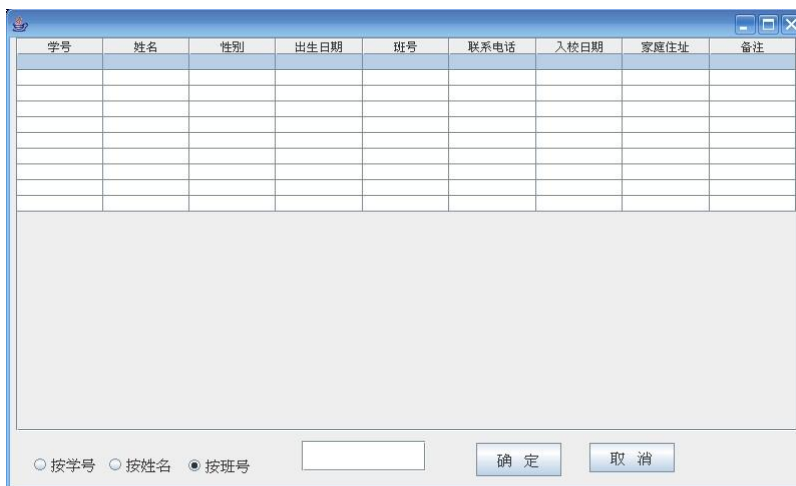 学号 姓名 性别 出生日期 班号 联系电话 入校日期 家庭住址 备注
按学号 按姓名 按班号 确 定 取 消